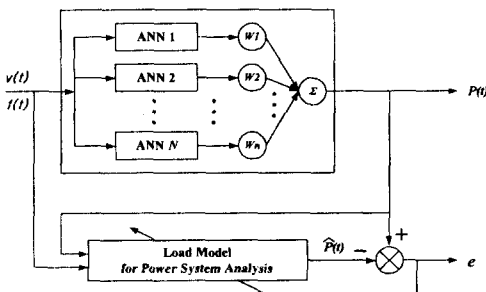 ANN 1
W1
v(t)
f(t)
ANN 2
W2
Σ
P(t)
ANN N
Wn
Load Model
for Power System Analysis
P̂(t)
−
+
e